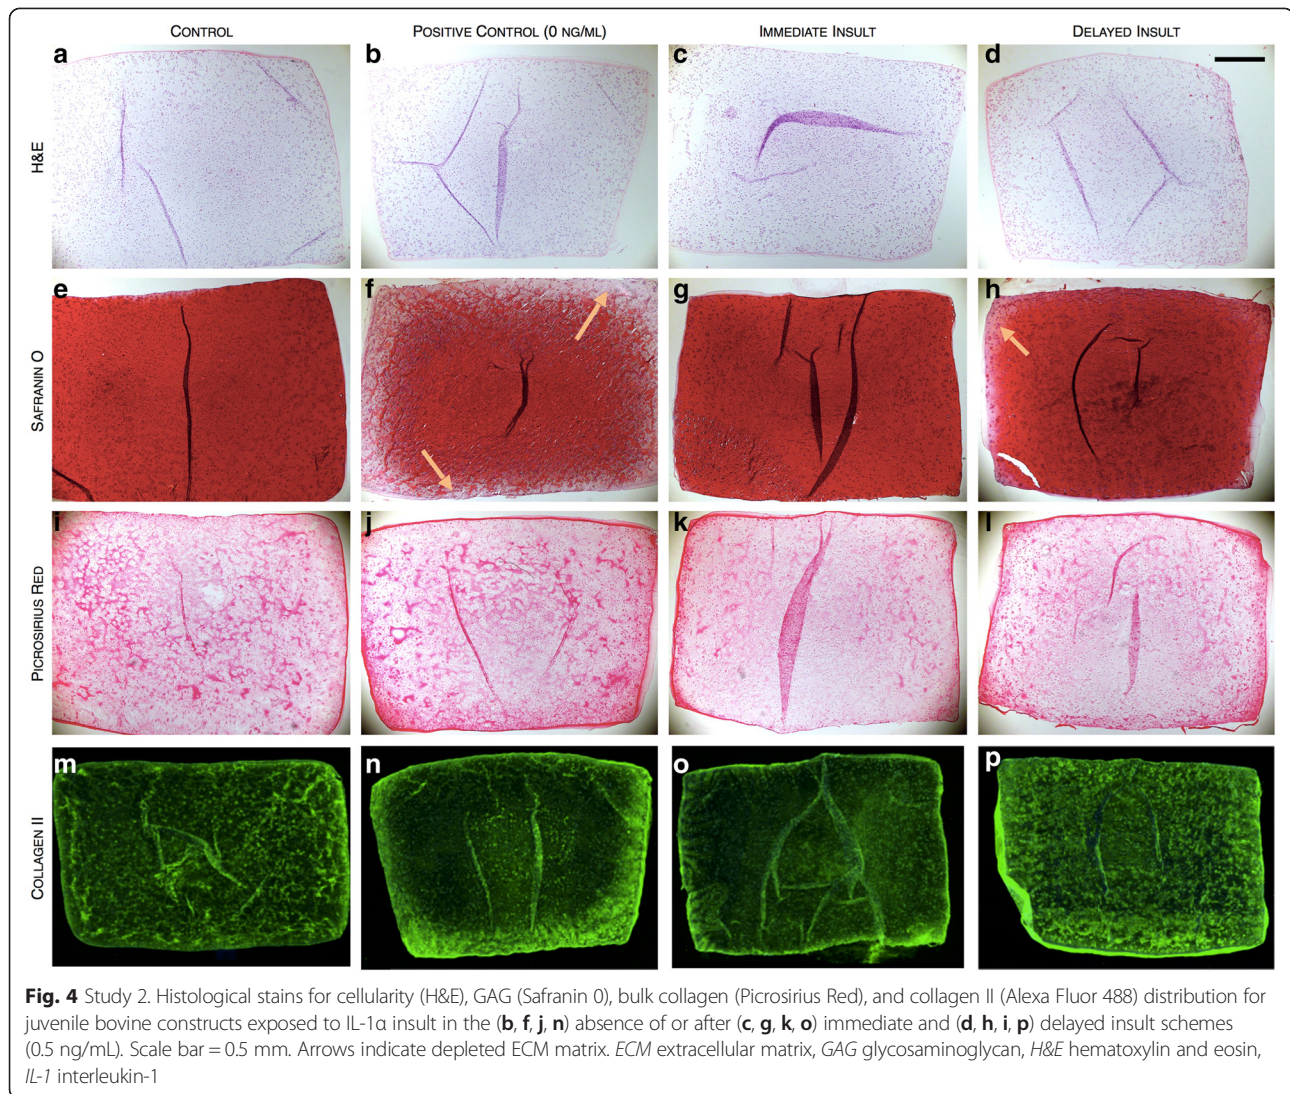 CONTROL POSITIVE CONTROL (0 NG/ML) IMMEDIATE INSULT DELAYED INSULT
H&E
a b c d
SAFRANIN O
e f g h
PICROSIRIUS RED
i j k l
COLLAGEN II
m n o p
Fig. 4 Study 2. Histological stains for cellularity (H&E), GAG (Safranin 0), bulk collagen (Picrosirius Red), and collagen II (Alexa Fluor 488) distribution for
juvenile bovine constructs exposed to IL-1α insult in the (b, f, j, n) absence of or after (c, g, k, o) immediate and (d, h, i, p) delayed insult schemes
(0.5 ng/mL). Scale bar = 0.5 mm. Arrows indicate depleted ECM matrix. ECM extracellular matrix, GAG glycosaminoglycan, H&E hematoxylin and eosin,
IL-1 interleukin-1